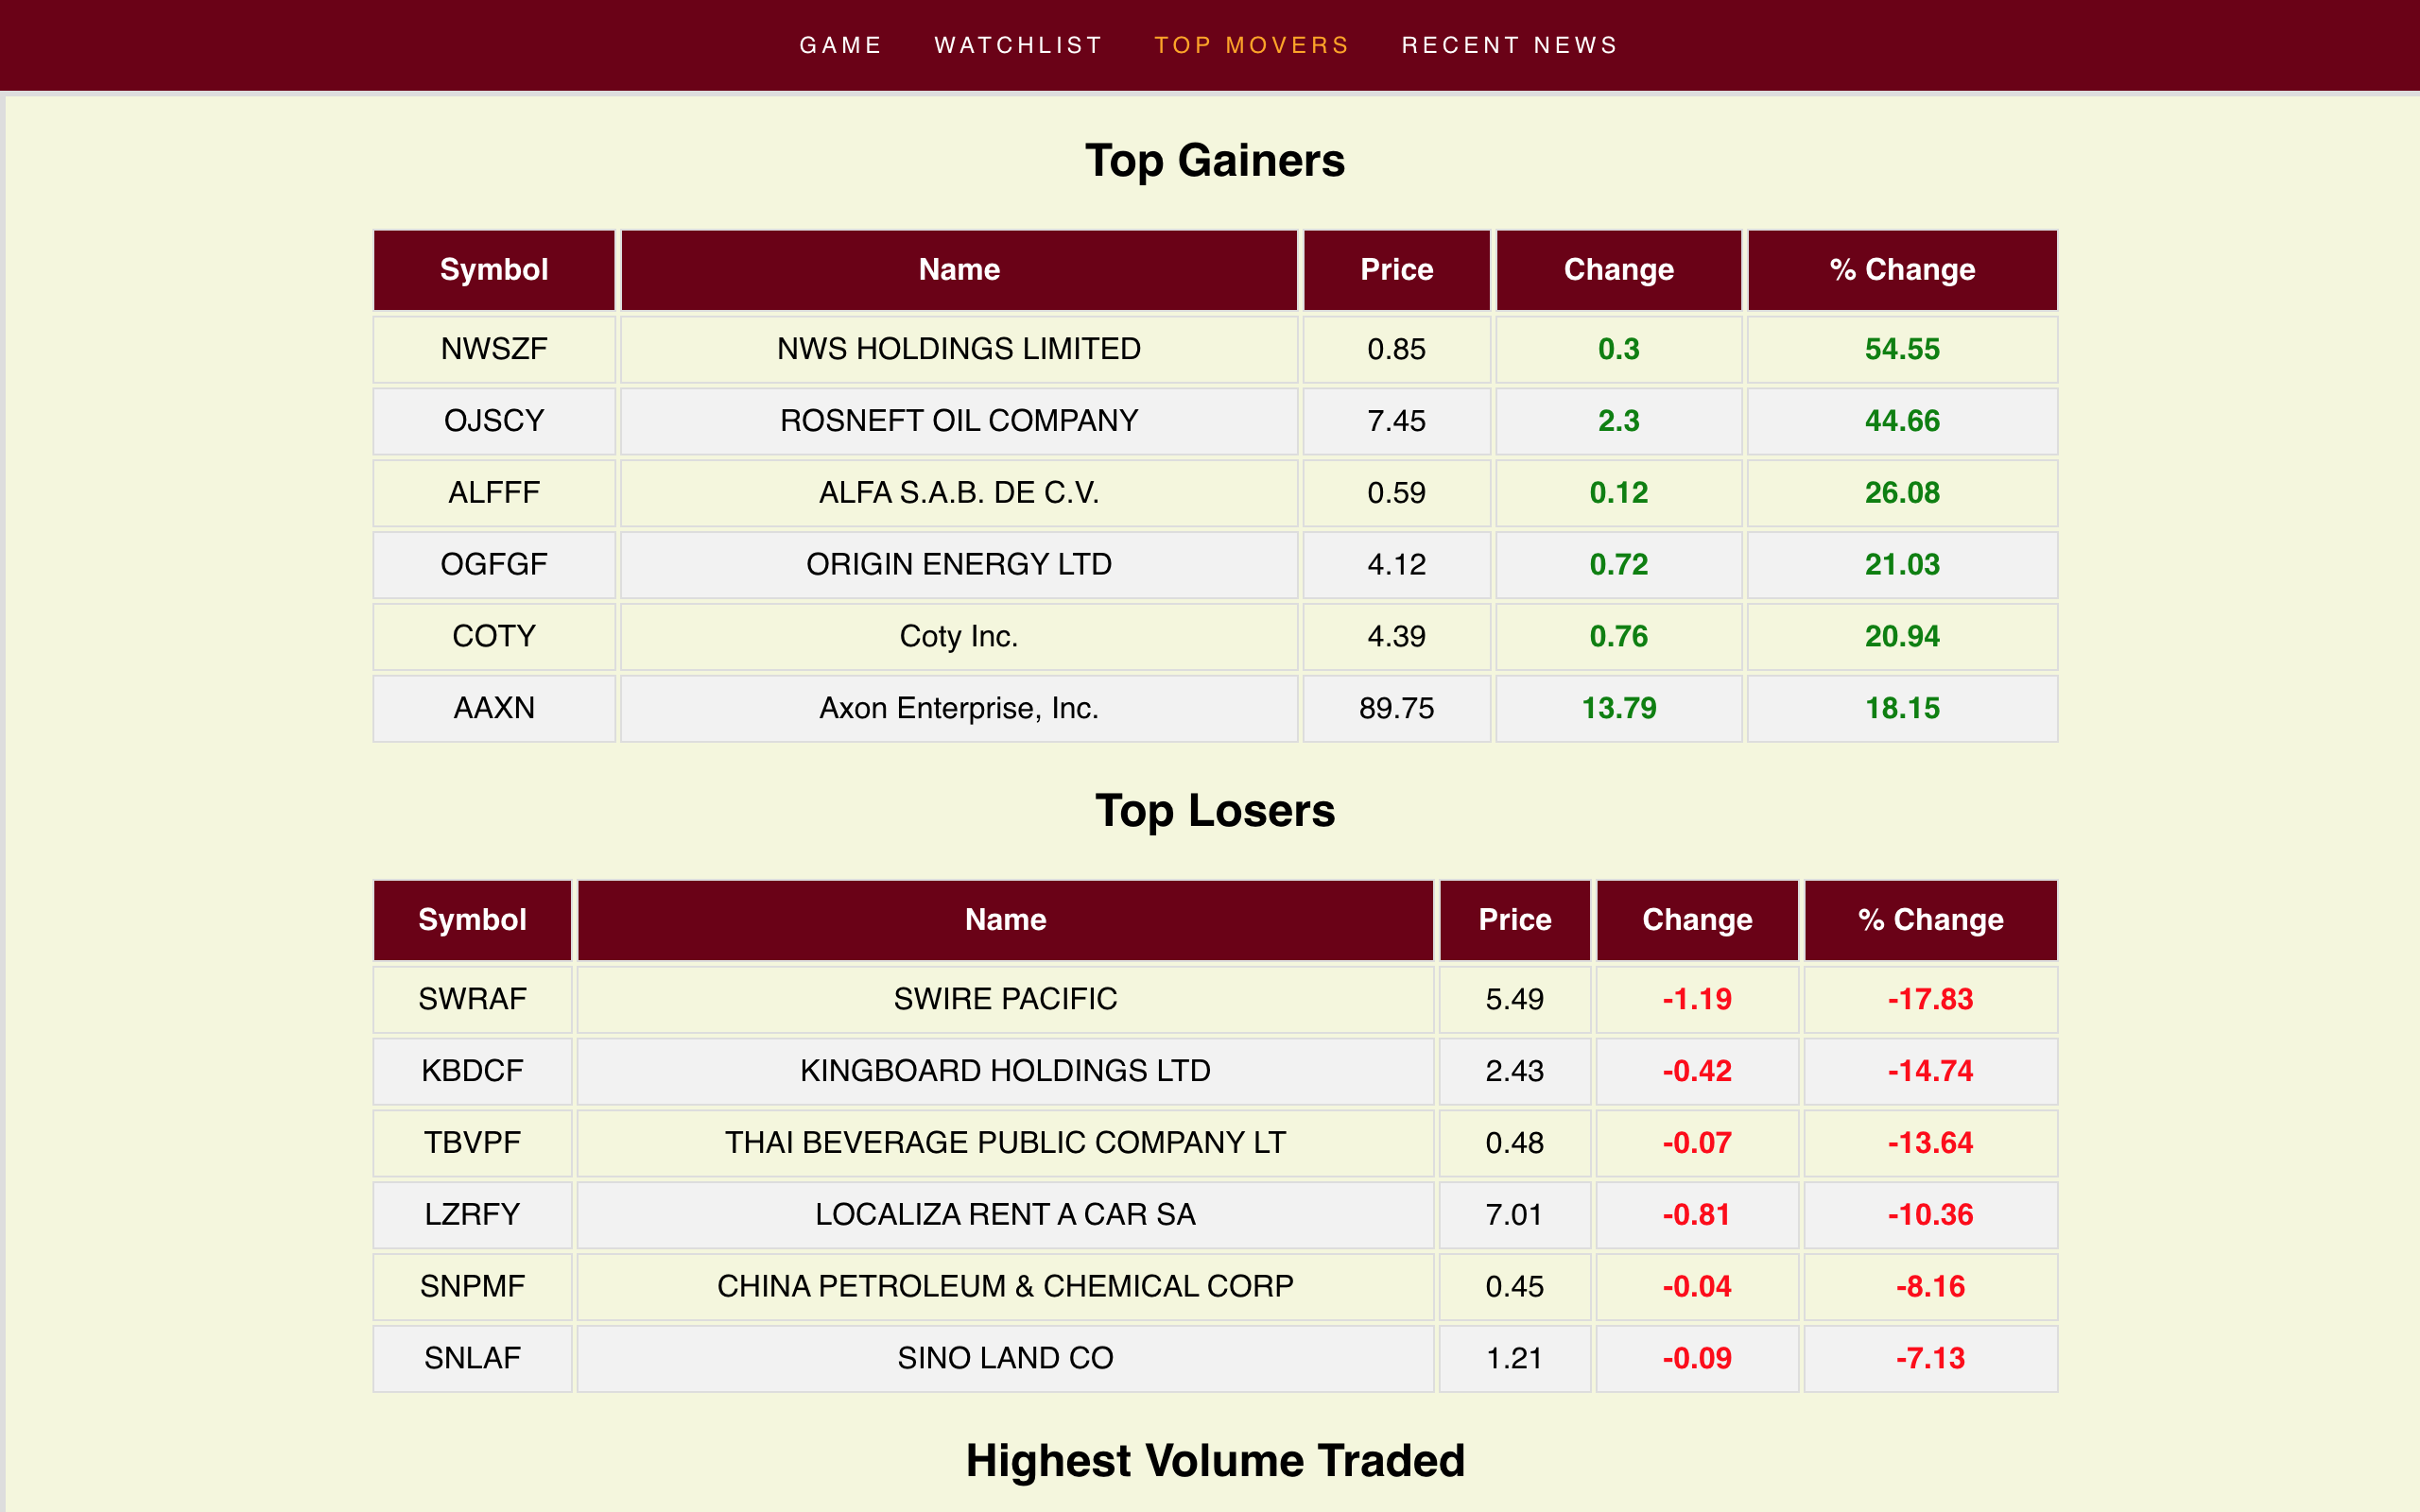 GAME WATCHLIST TOP MOVERS RECENT NEWS
Top Gainers
Symbol Name Price Change % Change
NWSZF NWS HOLDINGS LIMITED 0.85 0.3 54.55
OJSCY ROSNEFT OIL COMPANY 7.45 2.3 44.66
ALFFF ALFA S.A.B. DE C.V. 0.59 0.12 26.08
OGFGF ORIGIN ENERGY LTD 4.12 0.72 21.03
COTY Coty Inc. 4.39 0.76 20.94
AAXN Axon Enterprise, Inc. 89.75 13.79 18.15
Top Losers
Symbol Name Price Change % Change
SWRAF SWIRE PACIFIC 5.49 -1.19 -17.83
KBDCF KINGBOARD HOLDINGS LTD 2.43 -0.42 -14.74
TBVPF THAI BEVERAGE PUBLIC COMPANY LT 0.48 -0.07 -13.64
LZRFY LOCALIZA RENT A CAR SA 7.01 -0.81 -10.36
SNPMF CHINA PETROLEUM & CHEMICAL CORP 0.45 -0.04 -8.16
SNLAF SINO LAND CO 1.21 -0.09 -7.13
Highest Volume Traded